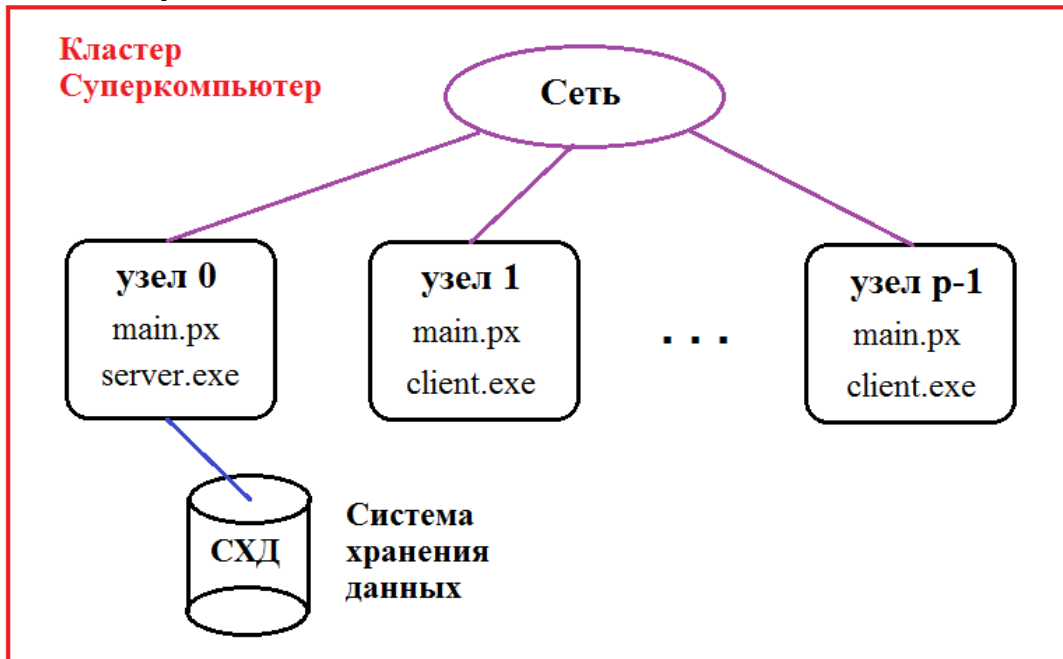 Кластер
Суперкомпьютер
Сеть
узел 0
main.px
server.exe
узел 1
main.px
client.exe
. . .
узел p-1
main.px
client.exe
СХД
Система
хранения
данных